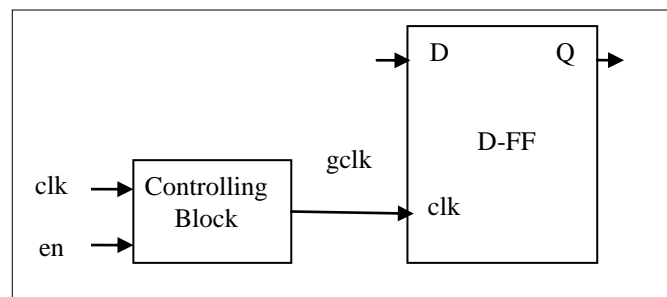 D Q
D-FF
gclk
clk
Controlling
Block
clk
en